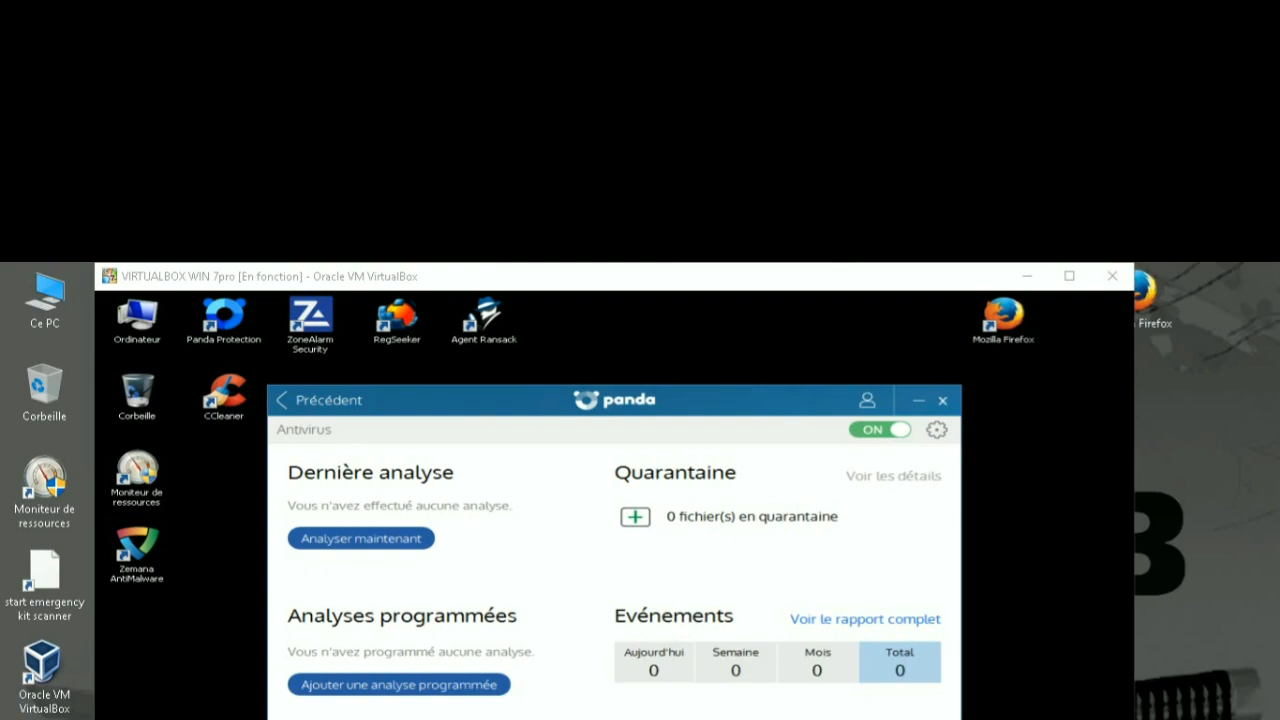 VIRTUALBOX WIN 7pro [En fonction] - Oracle VM VirtualBox
Ce PC
Corbeille
Moniteur de
ressources
start emergency
kit scanner
Oracle VM
VirtualBox
Ordinateur
Panda Protection
ZoneAlarm
Security
RegSeeker
Agent Ransack
Mozilla Firefox
Firefox
Corbeille
CCleaner
Moniteur de
ressources
Zemana
AntiMalware
Précédent
panda
Antivirus
ON
Dernière analyse
Vous n'avez effectué aucune analyse.
Analyser maintenant
Quarantaine
Voir les détails
0 fichier(s) en quarantaine
Analyses programmées
Vous n'avez programmé aucune analyse.
Ajouter une analyse programmée
Evénements
Voir le rapport complet
Aujourd'hui Semaine Mois Total
0 0 0 0
8